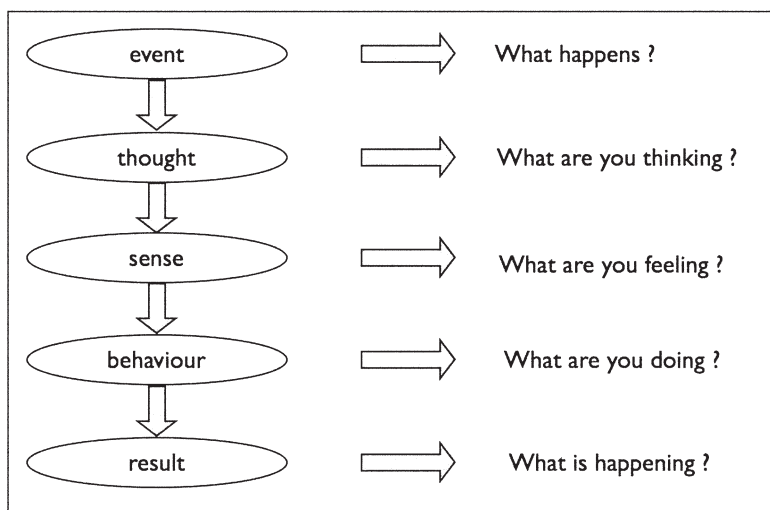 event What happens ?
thought What are you thinking ?
sense What are you feeling ?
behaviour What are you doing ?
result What is happening ?